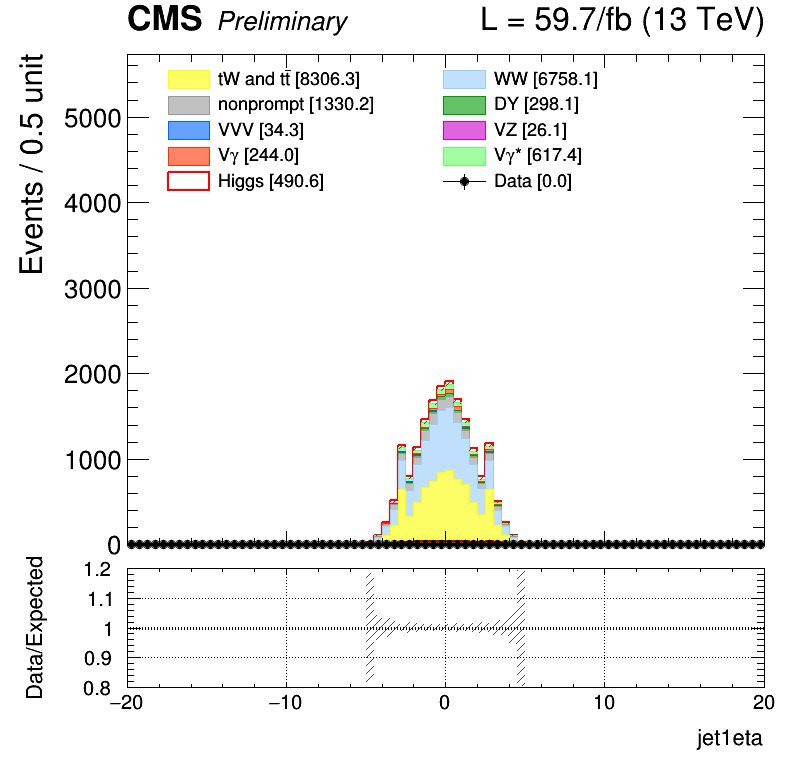 CMS Preliminary L = 59.7/fb (13 TeV)
Events / 0.5 unit
tW and tt̄ [8306.3] WW [6758.1]
nonprompt [1330.2] DY [298.1]
VVV [34.3] VZ [26.1]
Vγ [244.0] Vγ* [617.4]
Higgs [490.6] Data [0.0]
5000
4000
3000
2000
1000
0
Data/Expected
1.2
1.1
1
0.9
0.8
−20 −10 0 10 20
jet1eta